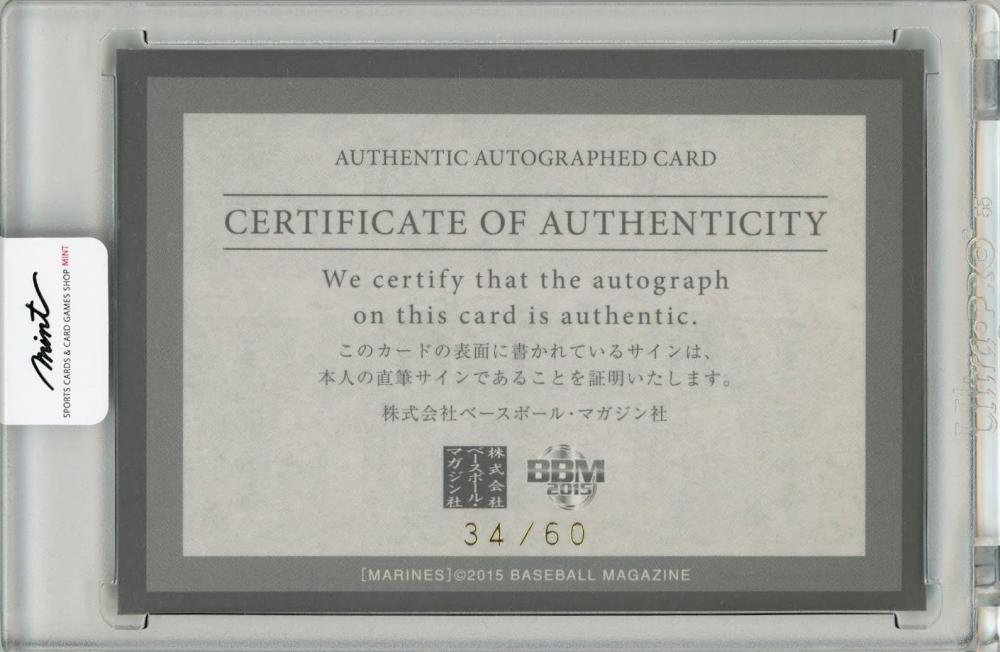 AUTHENTIC AUTOGRAPHED CARD
CERTIFICATE OF AUTHENTICITY
We certify that the autograph
on this card is authentic.
このカードの表面に書かれているサインは、
本人の直筆サインであることを証明いたします。
株式会社ベースボール・マガジン社
株式会社
ベースボール・
マガジン社
BBM
2015
34/60
[MARINES]©2015 BASEBALL MAGAZINE
mint
SPORTS CARDS & CARD GAMES SHOP MINT
UltraPRO®